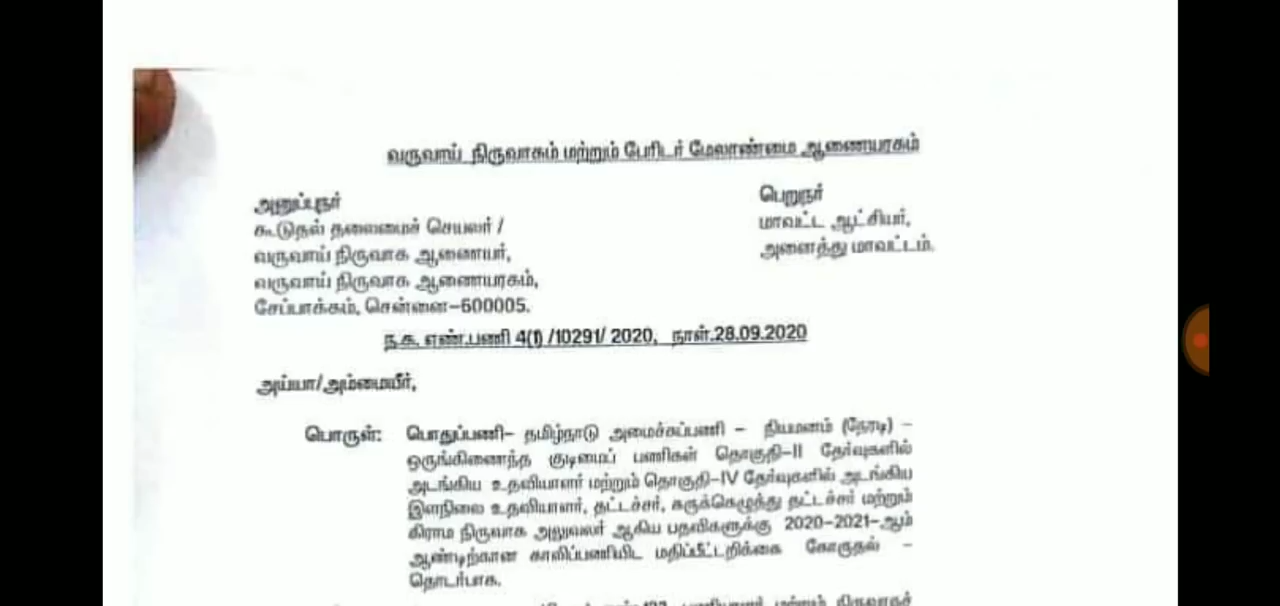 வருவாய் நிருவாகம் மற்றும் பேரிடர் மேலாண்மை ஆணையரகம்
அனுப்புநர்
கூடுதல் தலைமைச் செயலர் /
வருவாய் நிருவாக ஆணையர்,
வருவாய் நிருவாக ஆணையரகம்,
சேப்பாக்கம், சென்னை-600005.
பெறுநர்
மாவட்ட ஆட்சியர்,
அனைத்து மாவட்டம்.
ந.க. எண்.பணி 4(1) /10291/ 2020, நாள்.28.09.2020
அய்யா/அம்மையீர்,
பொருள்: பொதுப்பணி- தமிழ்நாடு அமைச்சுப்பணி - நியமனம் (நேரடி) -
ஒருங்கிணைந்த குடிமைப் பணிகள் தொகுதி-II தேர்வுகளில்
அடங்கிய உதவியாளர் மற்றும் தொகுதி-IV தேர்வுகளில் அடங்கிய
இளநிலை உதவியாளர், தட்டச்சர், சுருக்கெழுத்து தட்டச்சர் மற்றும்
கிராம நிருவாக அலுவலர் ஆகிய பதவிகளுக்கு 2020-2021-ஆம்
ஆண்டிற்கான காலிப்பணியிட மதிப்பீட்டறிக்கை கோருதல் -
தொடர்பாக.